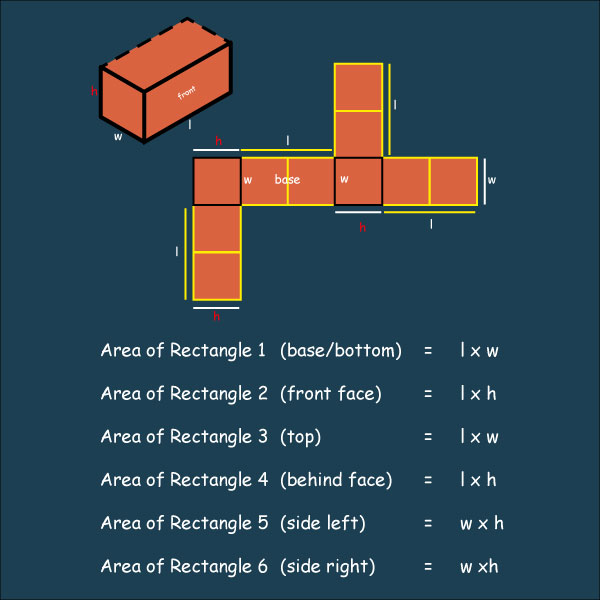 h
front
w
l
h
l
l
w
base
w
w
l
h
l
h
Area of Rectangle 1 (base/bottom) = l x w
Area of Rectangle 2 (front face) = l x h
Area of Rectangle 3 (top) = l x w
Area of Rectangle 4 (behind face) = l x h
Area of Rectangle 5 (side left) = w x h
Area of Rectangle 6 (side right) = w xh